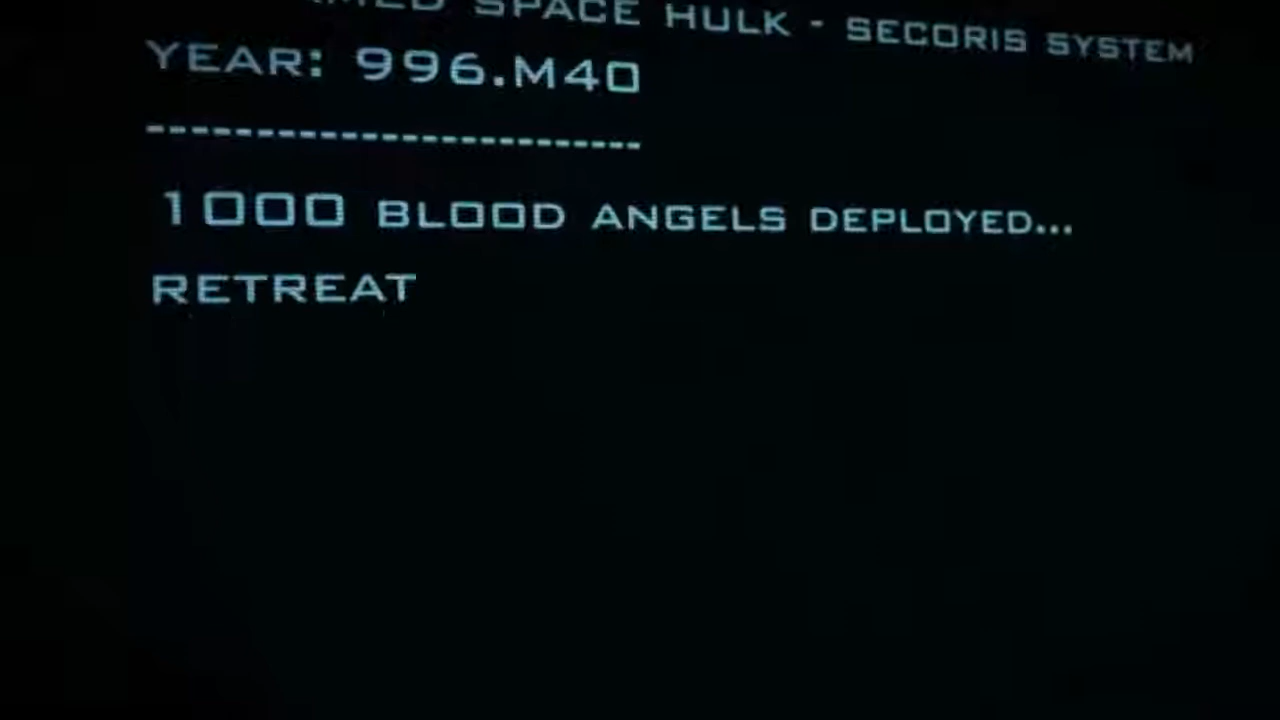 SPACE HULK - SECORIS SYSTEM
YEAR: 996.M40
-----------------------
1000 BLOOD ANGELS DEPLOYED...
RETREAT